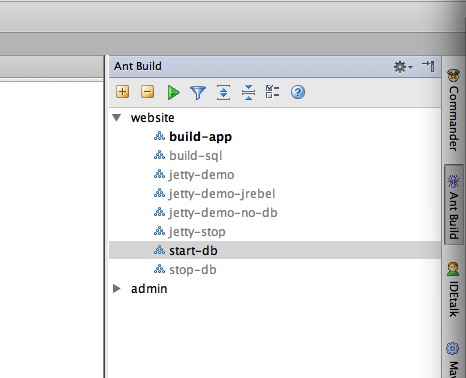 Ant Build
website
build-app
build-sql
jetty-demo
jetty-demo-jrebel
jetty-demo-no-db
jetty-stop
start-db
stop-db
admin
Commander
Ant Build
IDEtalk